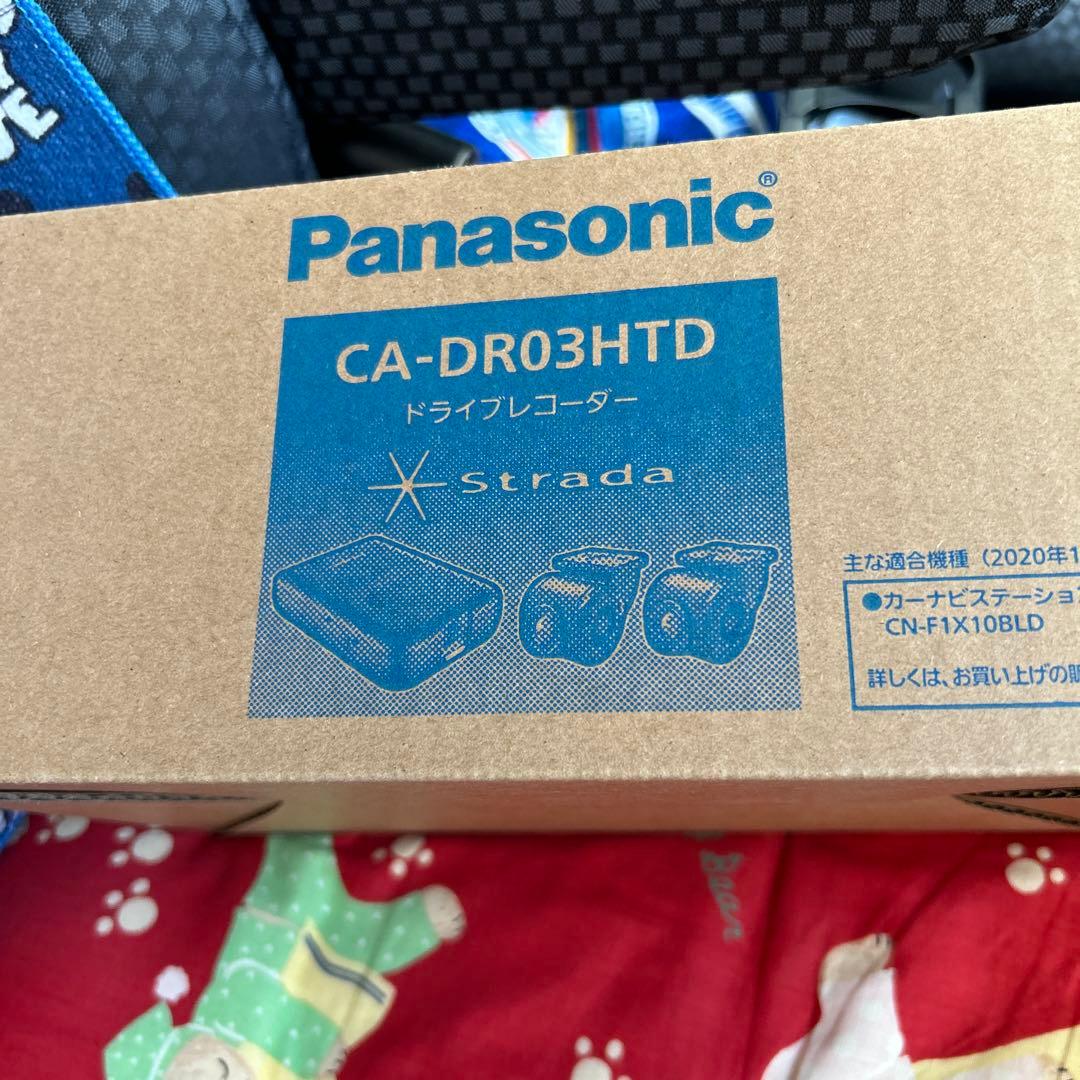 Panasonic®
CA-DR03HTD
ドライブレコーダー
Strada
主な適合機種（2020年1
●カーナビステーショ
CN-F1X10BLD
詳しくは、お買い上げの販